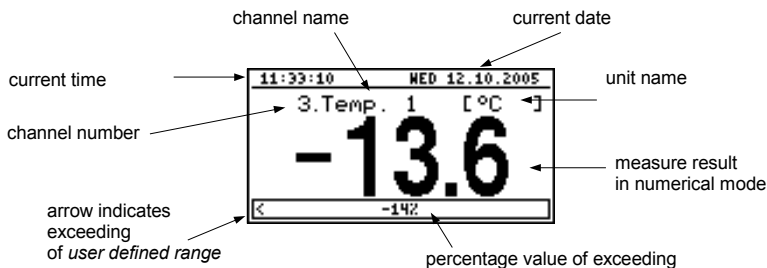 channel name
current date
current time
11:33:10 WED 12.10.2005
unit name
3.Temp. 1 [°C ]
channel number
-13.6
measure result
in numerical mode
arrow indicates
exceeding
of user defined range
< -14%
percentage value of exceeding